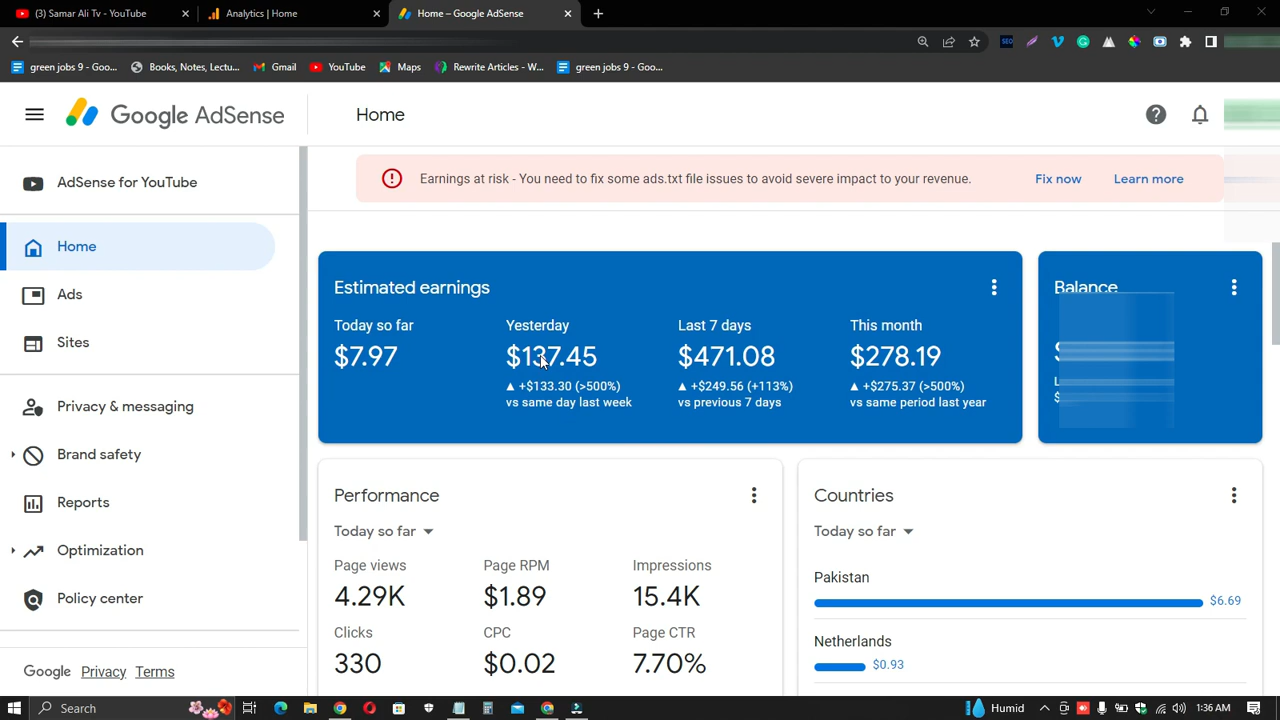 (3) Samar Ali Tv - YouTube
Analytics | Home
Home – Google AdSense
green jobs 9 - Goo...
Books, Notes, Lectu...
Gmail
YouTube
Maps
Rewrite Articles - W...
green jobs 9 - Goo...
Google AdSense
Home
Earnings at risk - You need to fix some ads.txt file issues to avoid severe impact to your revenue.
Fix now
Learn more
AdSense for YouTube
Home
Ads
Sites
Privacy & messaging
Brand safety
Reports
Optimization
Policy center
Google
Privacy
Terms
Estimated earnings
Today so far
$7.97
Yesterday
$137.45
+$133.30 (>500%)
vs same day last week
Last 7 days
$471.08
+$249.56 (+113%)
vs previous 7 days
This month
$278.19
+$275.37 (>500%)
vs same period last year
Balance
Performance
Today so far
Page views
4.29K
Page RPM
$1.89
Impressions
15.4K
Clicks
330
CPC
$0.02
Page CTR
7.70%
Countries
Today so far
Pakistan
$6.69
Netherlands
$0.93
Search
Humid
1:36 AM